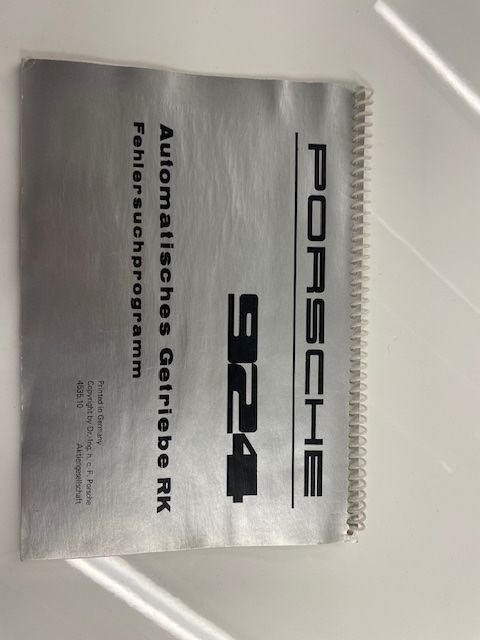 PORSCHE
924
Automatisches Getriebe RK
Fehlersuchprogramm
Printed in Germany
Copyright by Dr. Ing. h. c. F. Porsche Aktiengesellschaft
4535.10